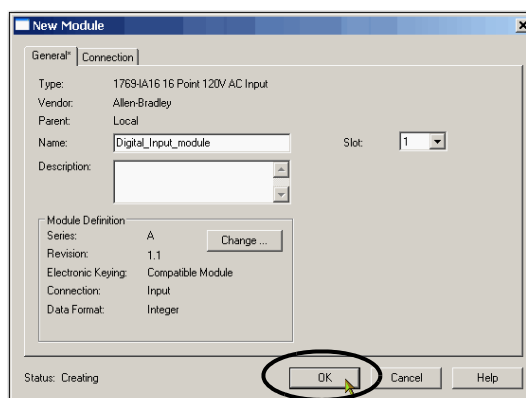 New Module
General* Connection
Type: 1769-IA16 16 Point 120V AC Input
Vendor: Allen-Bradley
Parent: Local
Name: Digital_Input_module Slot: 1
Description:
Module Definition
Series: A Change ...
Revision: 1.1
Electronic Keying: Compatible Module
Connection: Input
Data Format: Integer
Status: Creating OK Cancel Help